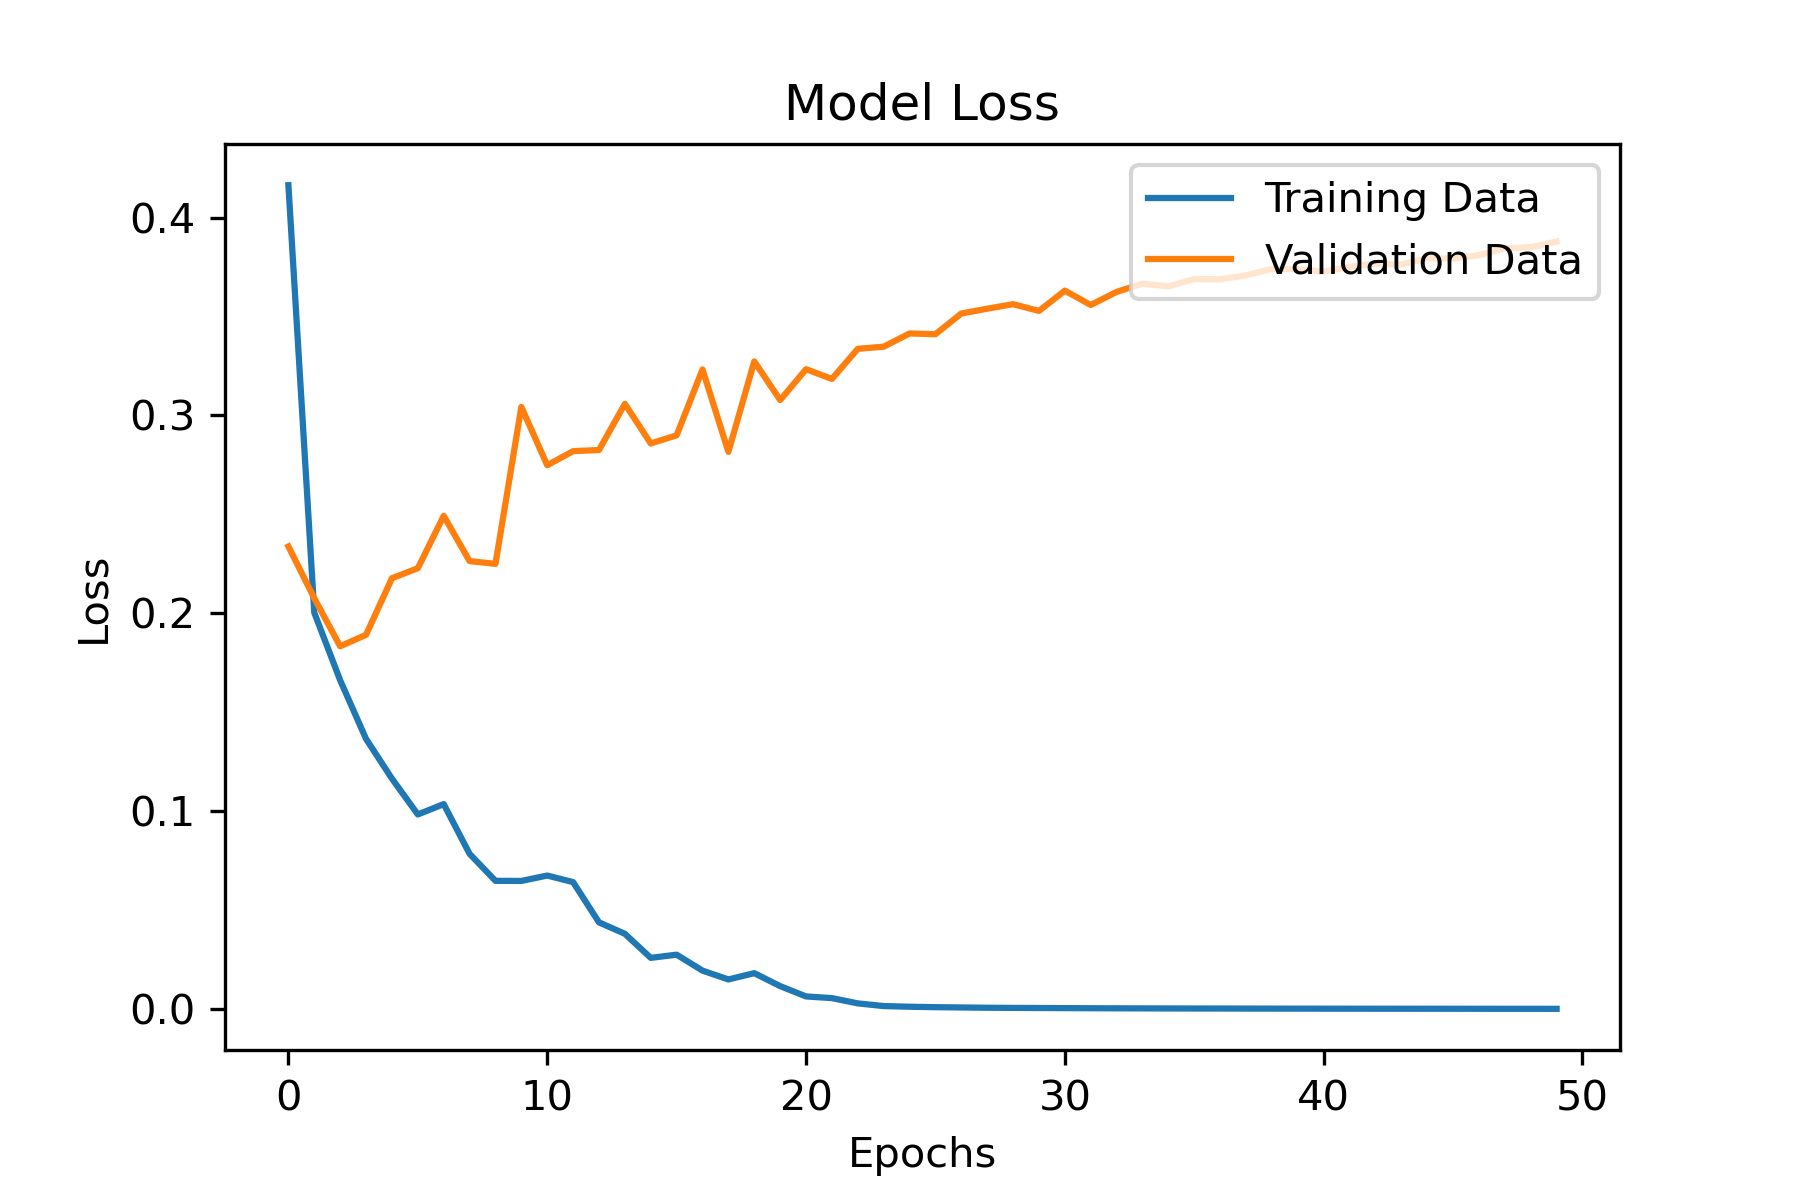 Model Loss
Training Data
Validation Data
Loss
0.4
0.3
0.2
0.1
0.0
0 10 20 30 40 50
Epochs